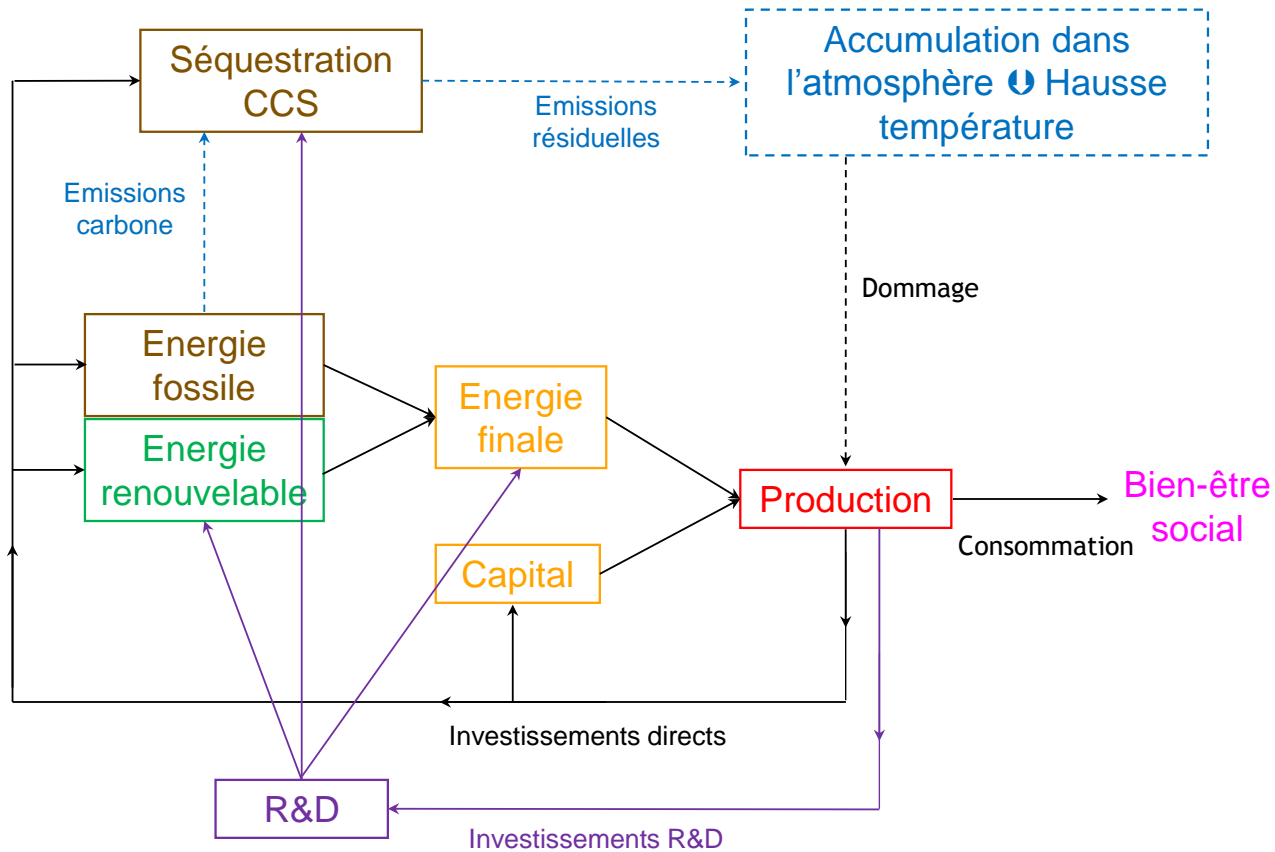 Séquestration
CCS
Accumulation dans
l’atmosphère ⮋ Hausse
température
Emissions
résiduelles
Emissions
carbone
Dommage
Energie
fossile
Energie
renouvelable
Energie
finale
Production
Bien-être
social
Consommation
Capital
Investissements directs
R&D
Investissements R&D